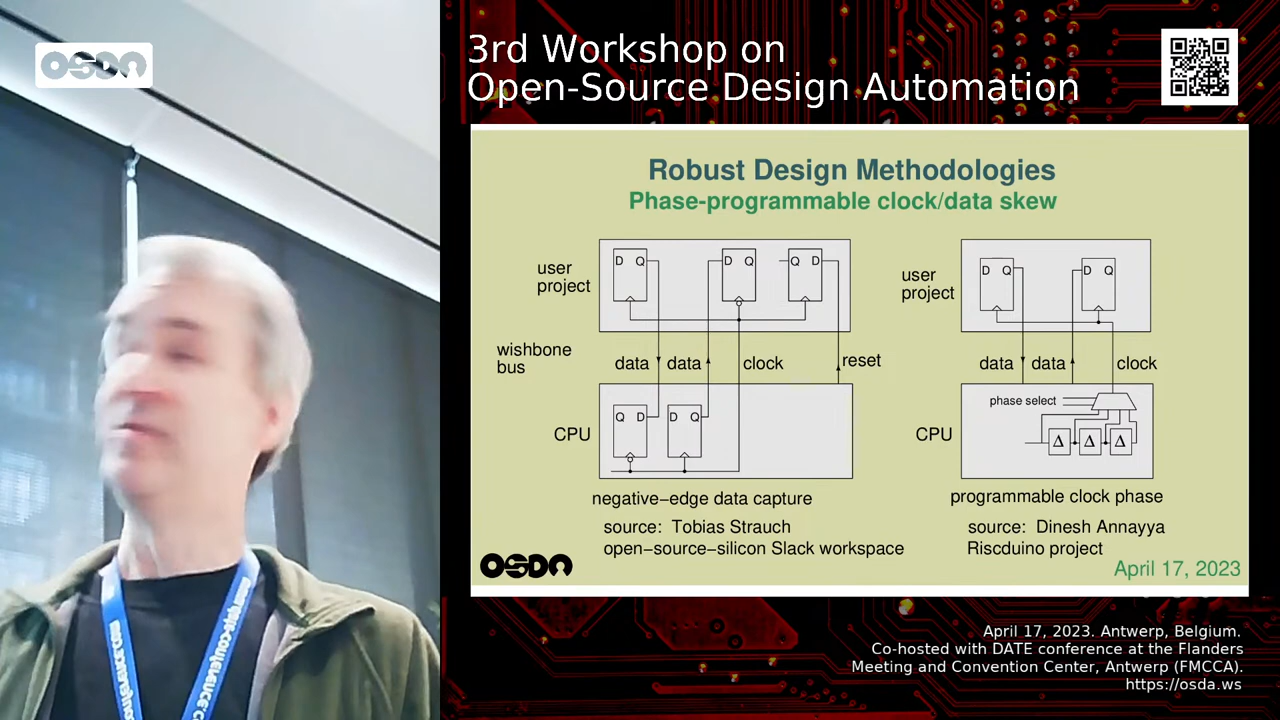 OSDA
3rd Workshop on
Open-Source Design Automation
Robust Design Methodologies
Phase-programmable clock/data skew
user
project
D Q
D Q
Q D
wishbone
bus
data
data
clock
reset
CPU
Q D
D Q
negative−edge data capture
source: Tobias Strauch
open−source−silicon Slack workspace
user
project
D Q
D Q
data
data
clock
phase select
CPU
Δ Δ Δ
programmable clock phase
source: Dinesh Annayya
Riscduino project
OSDA
April 17, 2023
April 17, 2023. Antwerp, Belgium.
Co-hosted with DATE conference at the Flanders
Meeting and Convention Center, Antwerp (FMCCA).
https://osda.ws